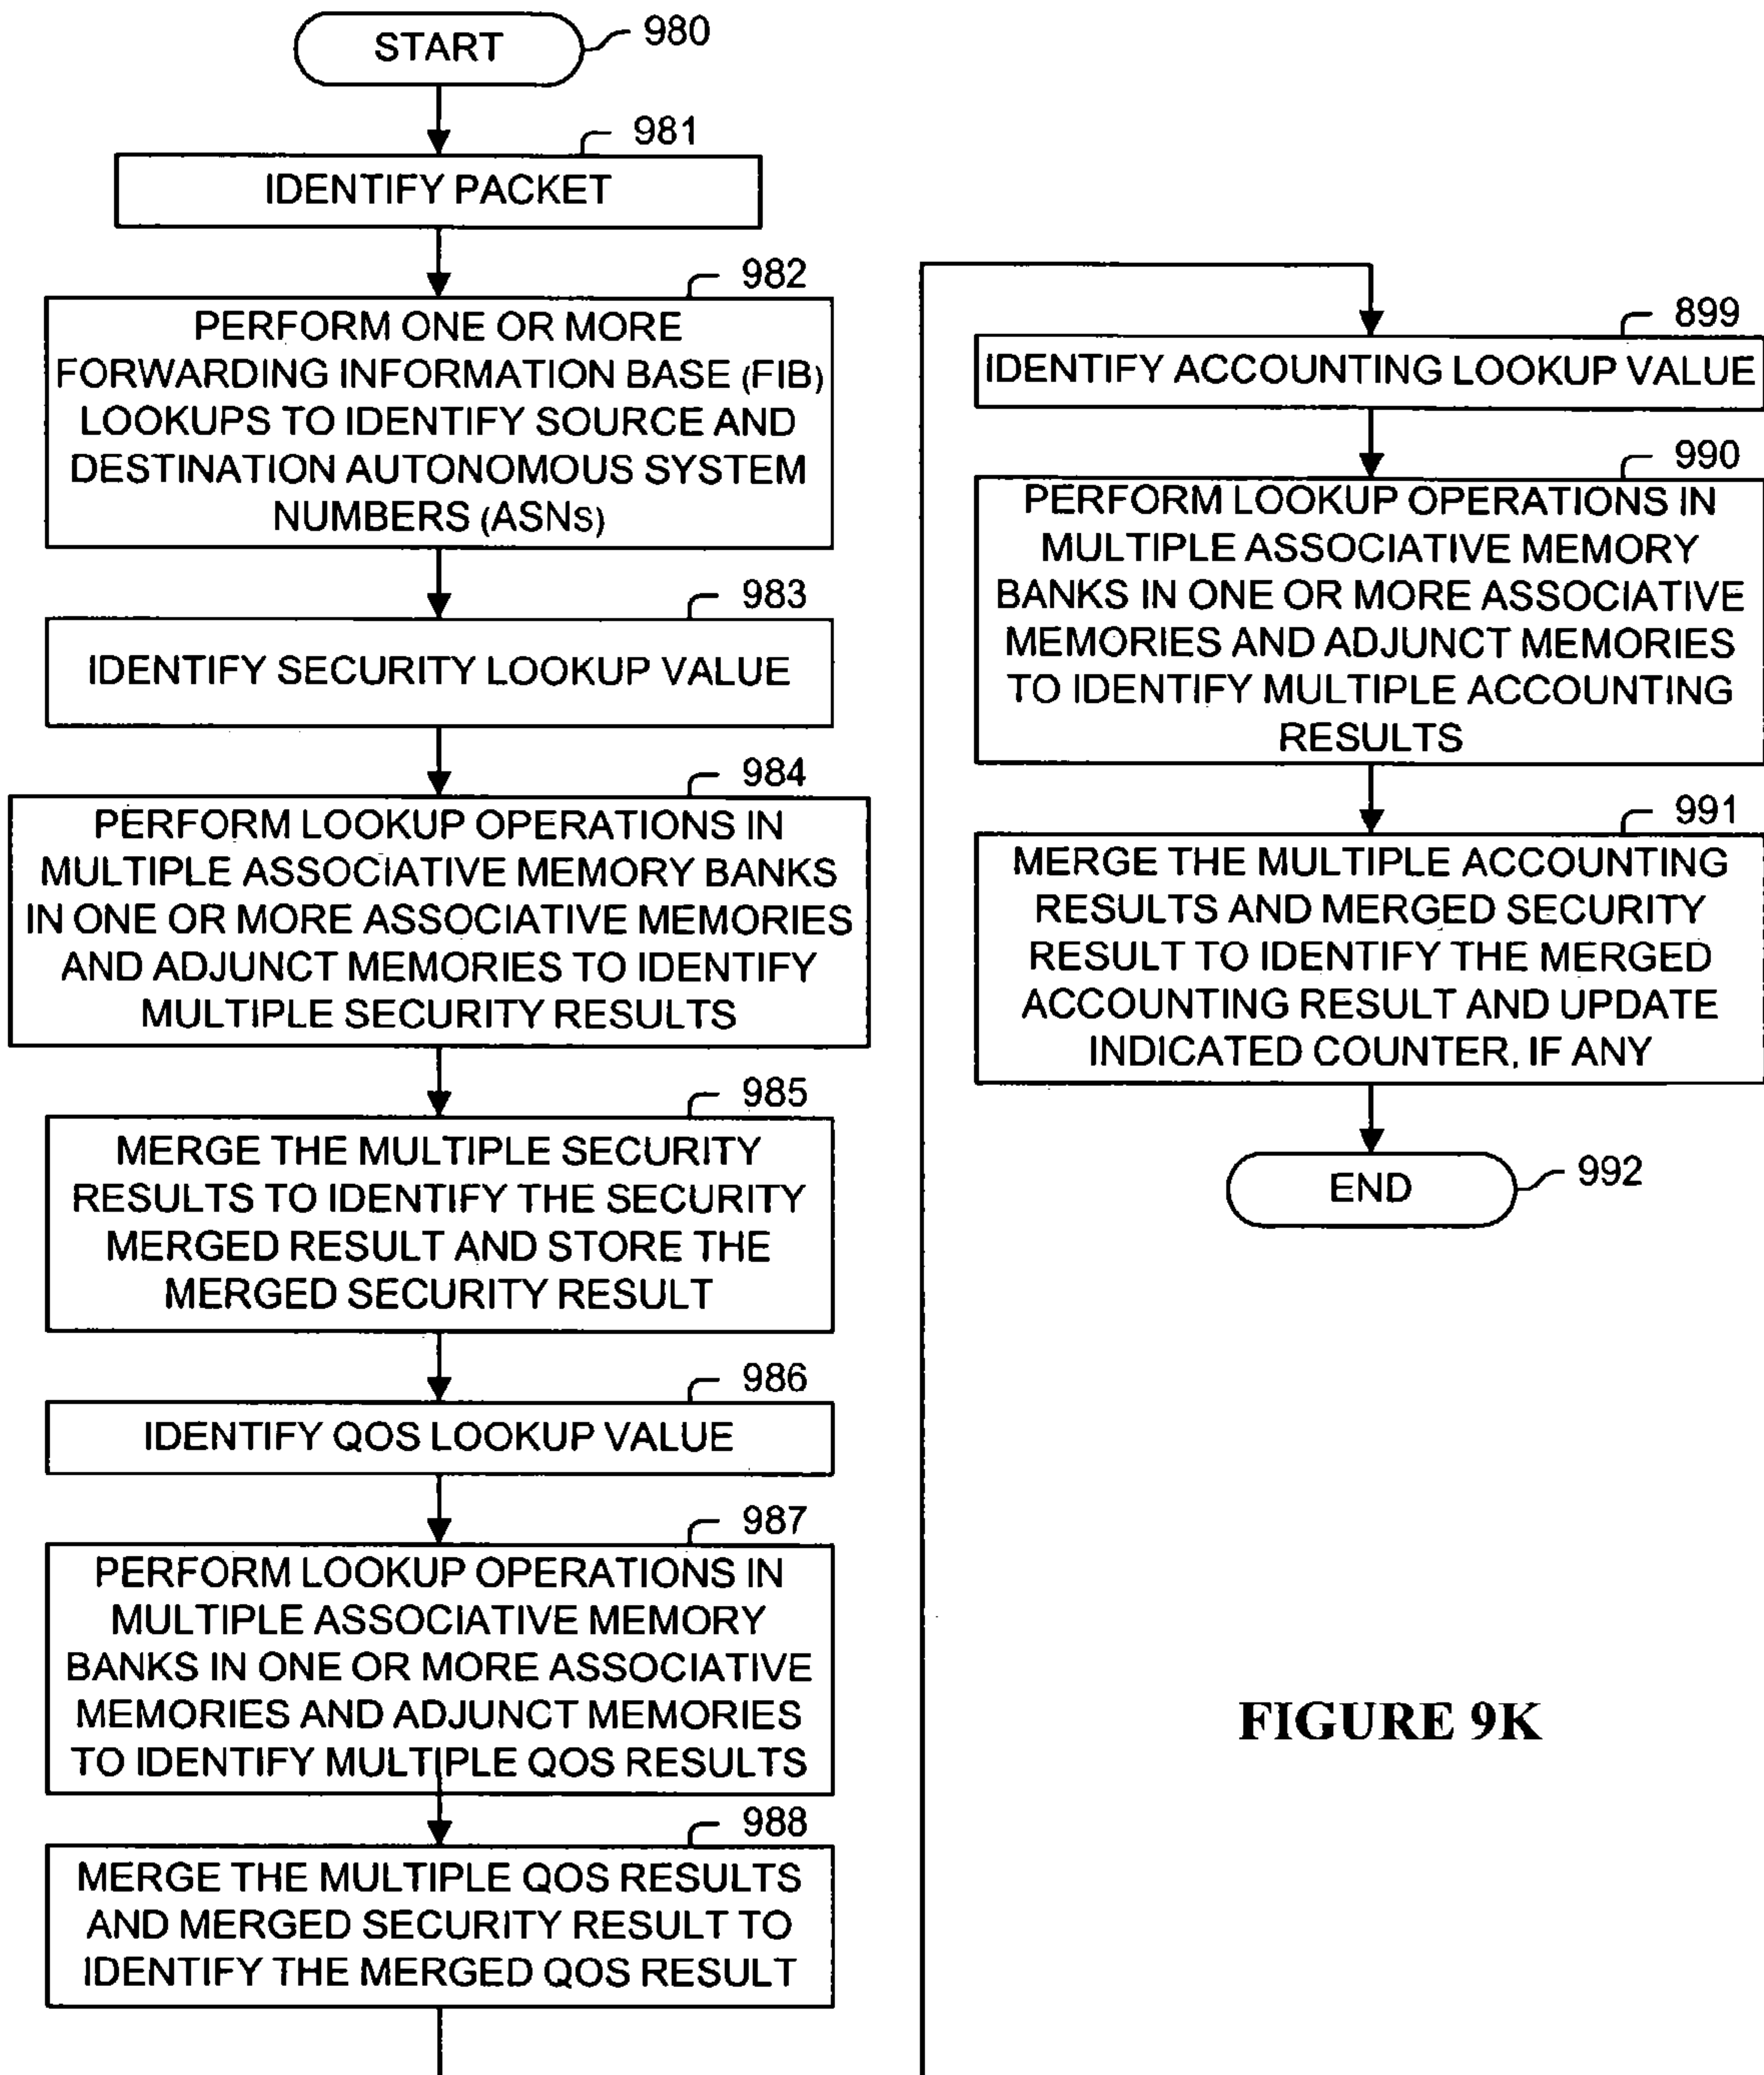 START
980
981
IDENTIFY PACKET
982
PERFORM ONE OR MORE
FORWARDING INFORMATION BASE (FIB)
LOOKUPS TO IDENTIFY SOURCE AND
DESTINATION AUTONOMOUS SYSTEM
NUMBERS (ASNs)
983
IDENTIFY SECURITY LOOKUP VALUE
984
PERFORM LOOKUP OPERATIONS IN
MULTIPLE ASSOCIATIVE MEMORY BANKS
IN ONE OR MORE ASSOCIATIVE MEMORIES
AND ADJUNCT MEMORIES TO IDENTIFY
MULTIPLE SECURITY RESULTS
985
MERGE THE MULTIPLE SECURITY
RESULTS TO IDENTIFY THE SECURITY
MERGED RESULT AND STORE THE
MERGED SECURITY RESULT
986
IDENTIFY QOS LOOKUP VALUE
987
PERFORM LOOKUP OPERATIONS IN
MULTIPLE ASSOCIATIVE MEMORY
BANKS IN ONE OR MORE ASSOCIATIVE
MEMORIES AND ADJUNCT MEMORIES
TO IDENTIFY MULTIPLE QOS RESULTS
988
MERGE THE MULTIPLE QOS RESULTS
AND MERGED SECURITY RESULT TO
IDENTIFY THE MERGED QOS RESULT
899
IDENTIFY ACCOUNTING LOOKUP VALUE
990
PERFORM LOOKUP OPERATIONS IN
MULTIPLE ASSOCIATIVE MEMORY
BANKS IN ONE OR MORE ASSOCIATIVE
MEMORIES AND ADJUNCT MEMORIES
TO IDENTIFY MULTIPLE ACCOUNTING
RESULTS
991
MERGE THE MULTIPLE ACCOUNTING
RESULTS AND MERGED SECURITY
RESULT TO IDENTIFY THE MERGED
ACCOUNTING RESULT AND UPDATE
INDICATED COUNTER, IF ANY
END
992
FIGURE 9K